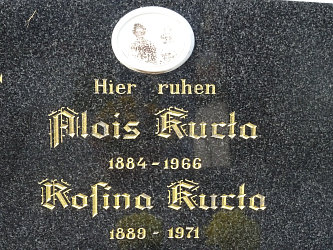 Hier ruhen
Alois Kucta
1884-1966
Rosina Kucta
1889-1971